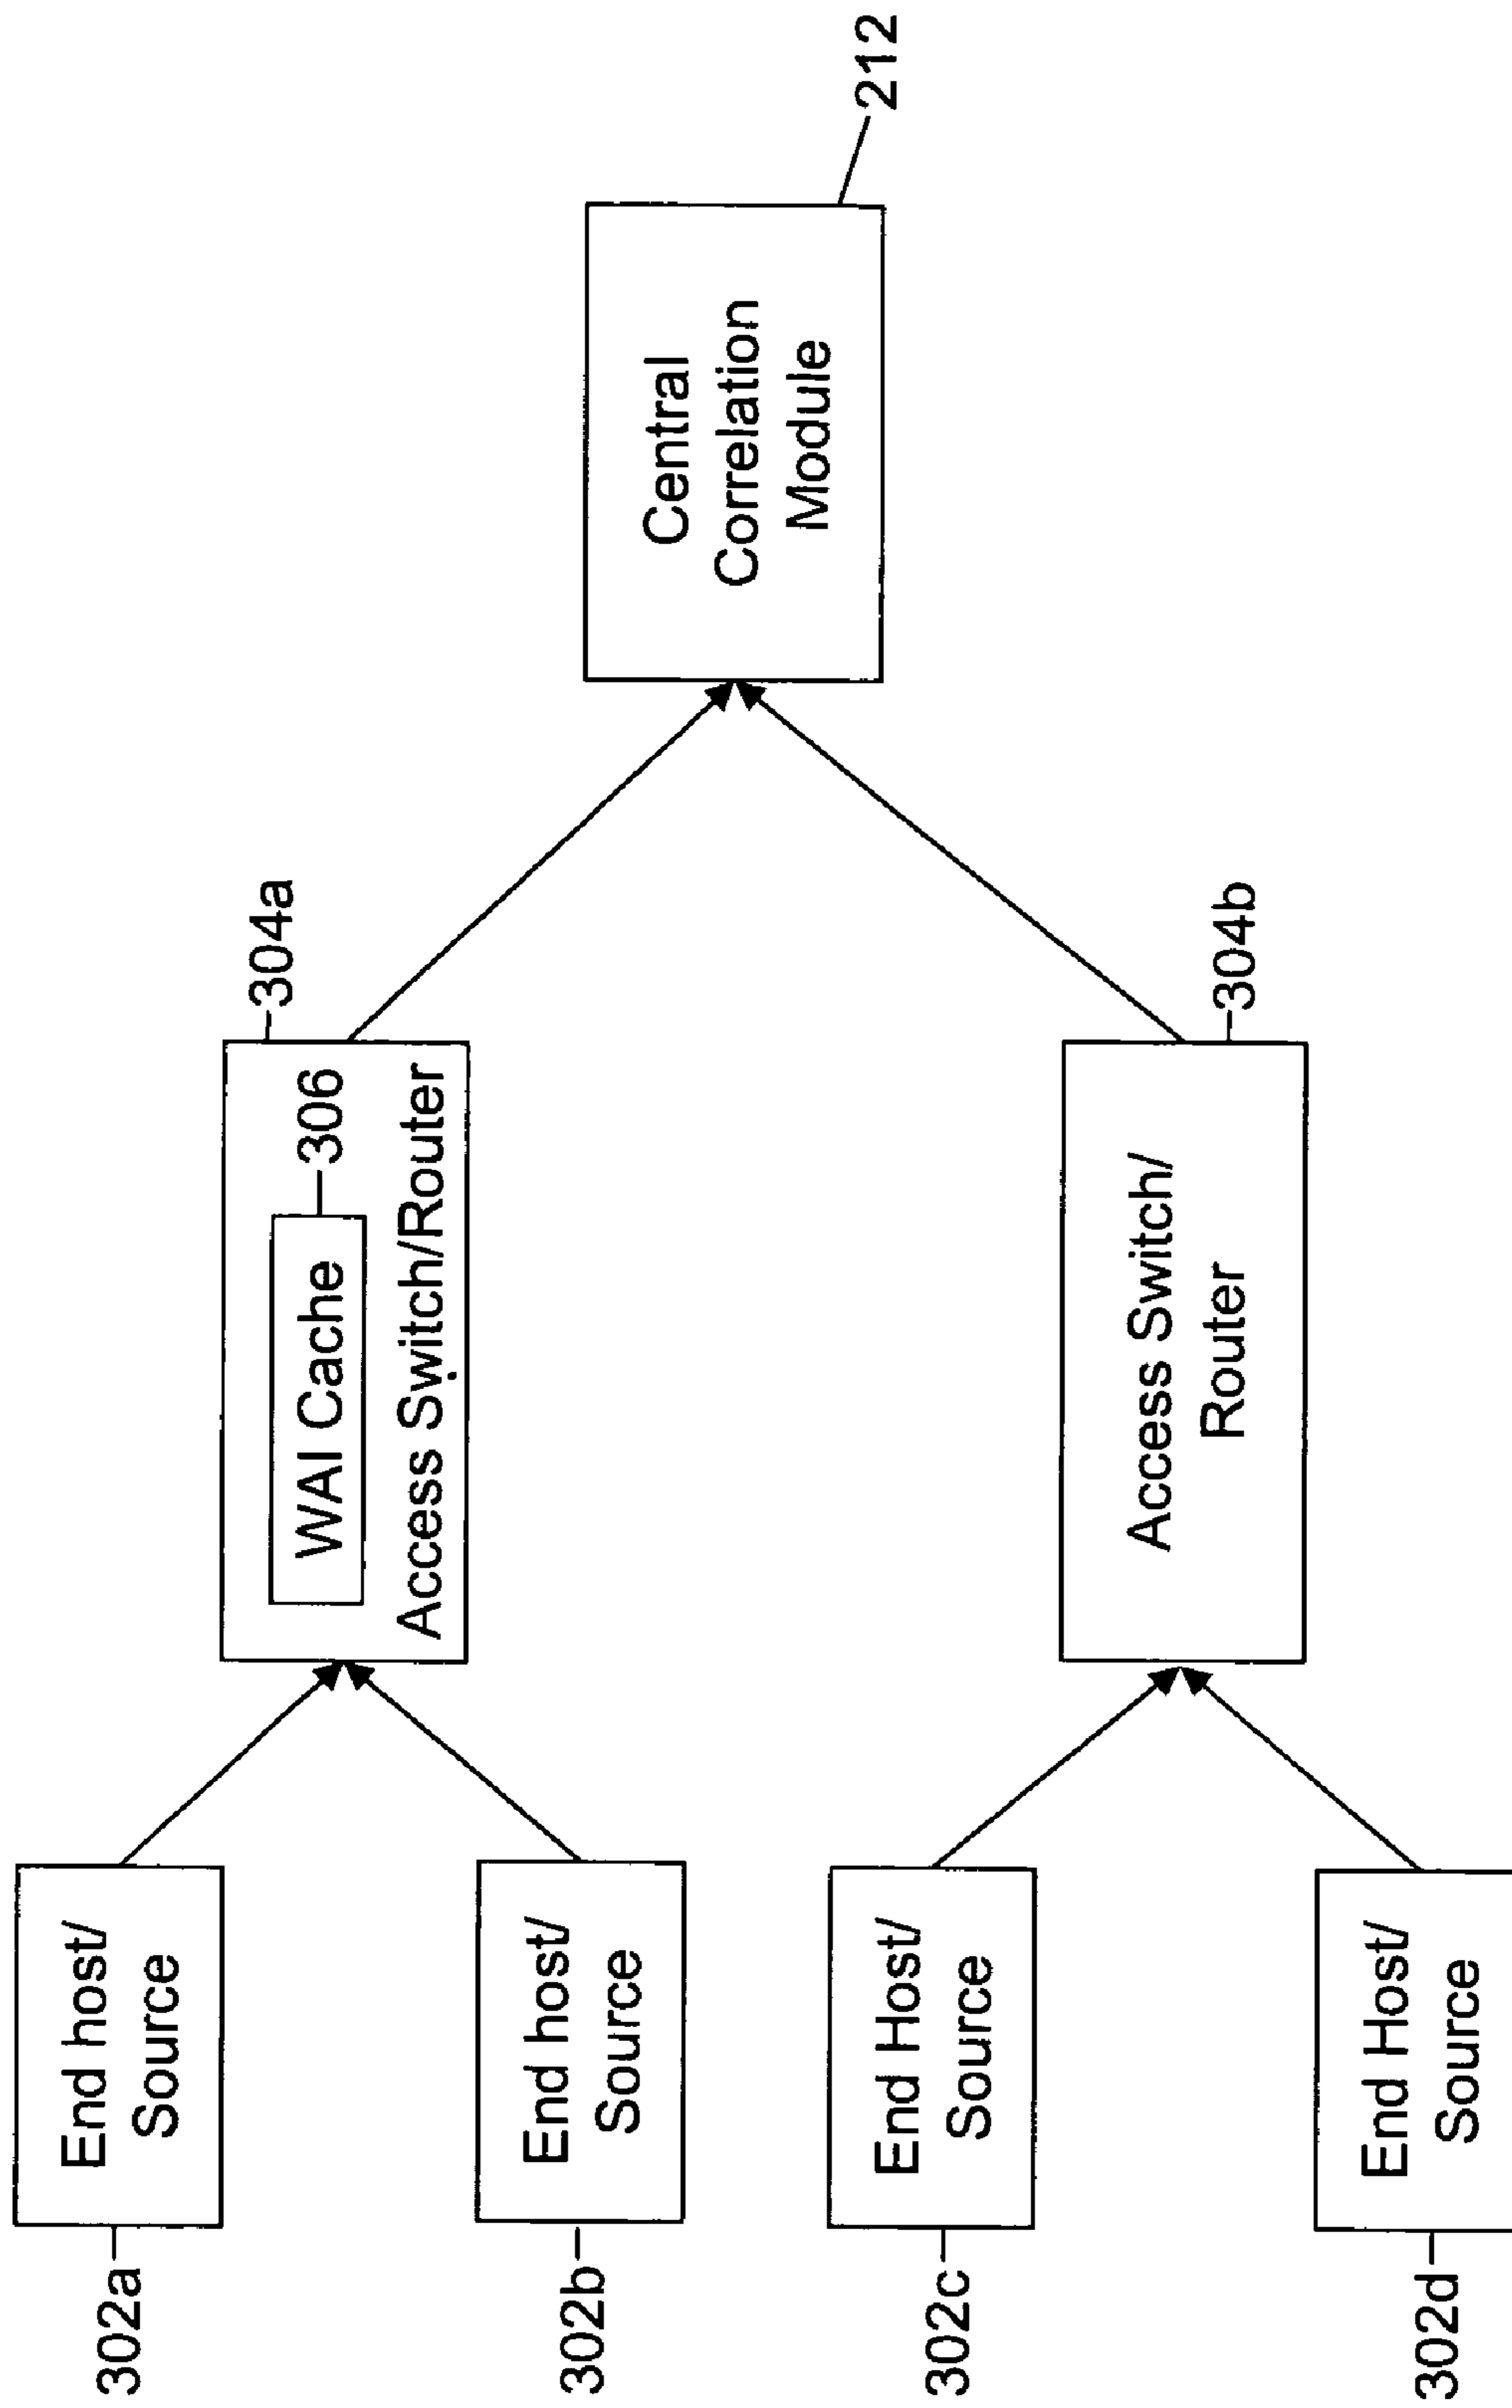 302a
End host/
Source
302b
End host/
Source
302c
End Host/
Source
302d
End Host/
Source
304a
WAI Cache
306
Access Switch/Router
Access Switch/
Router
304b
Central
Correlation
Module
212